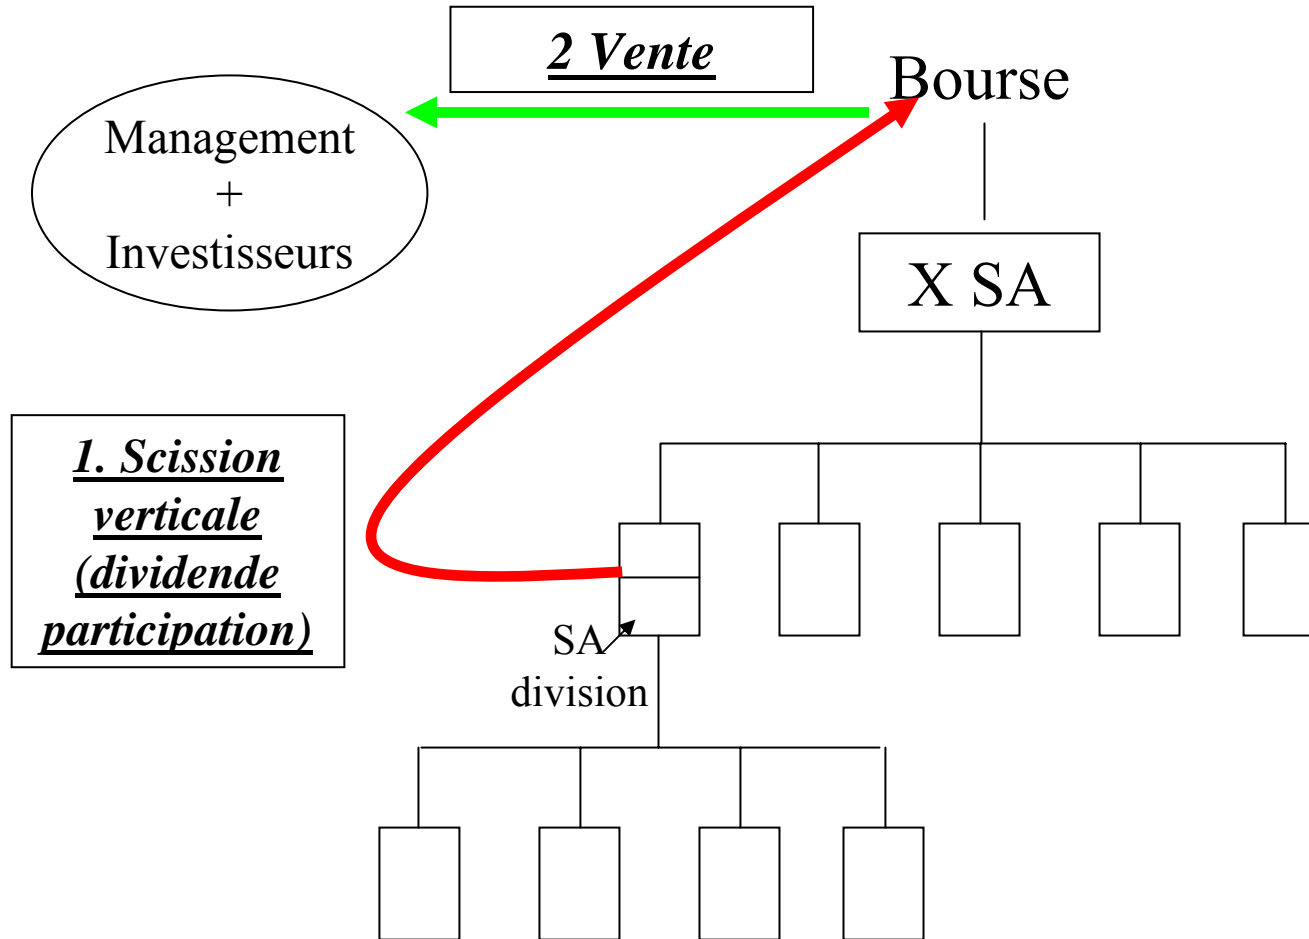 2 Vente
Bourse
Management
+
Investisseurs
X SA
1. Scission
verticale
(dividende
participation)
SA
division